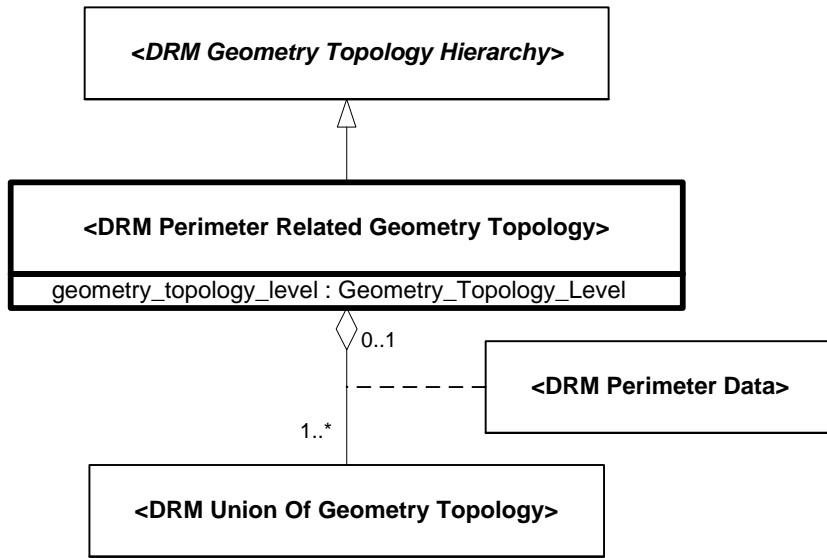 <DRM Geometry Topology Hierarchy>
<DRM Perimeter Related Geometry Topology>
geometry_topology_level : Geometry_Topology_Level
0..1
<DRM Perimeter Data>
1..*
<DRM Union Of Geometry Topology>